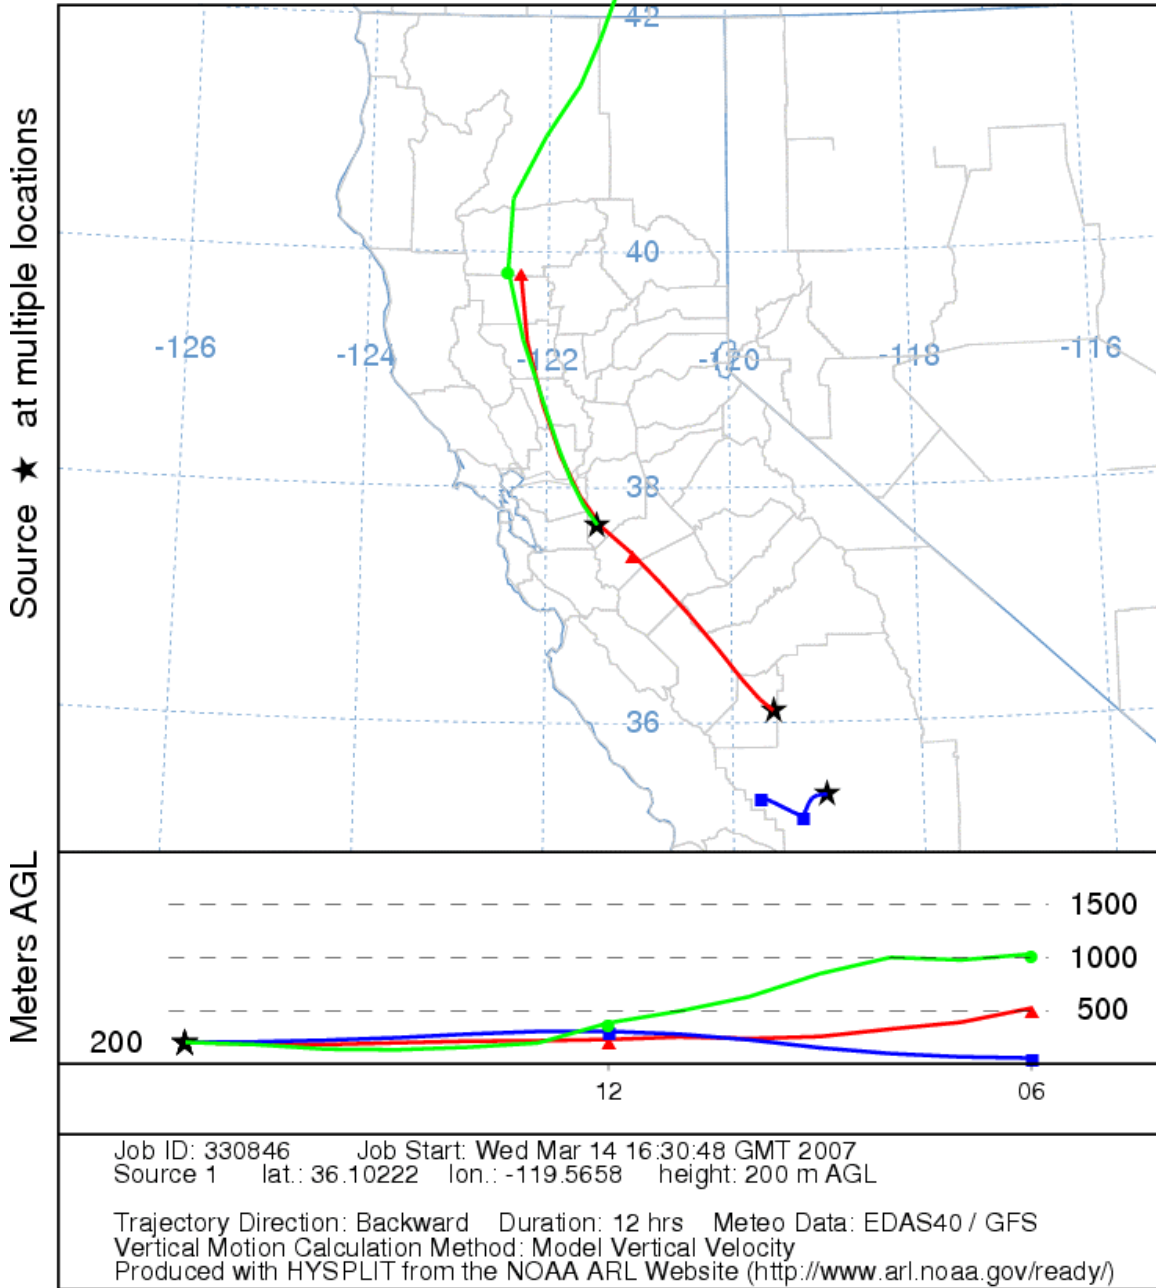 Source ★ at multiple locations
42
40
-126
-124
-122
-120
-118
-116
38
36
Meters AGL
1500
1000
500
200
12
06
Job ID: 330846 Job Start: Wed Mar 14 16:30:48 GMT 2007
Source 1 lat.: 36.10222 lon.: -119.5658 height: 200 m AGL
Trajectory Direction: Backward Duration: 12 hrs Meteo Data: EDAS40 / GFS
Vertical Motion Calculation Method: Model Vertical Velocity
Produced with HYSPLIT from the NOAA ARL Website (http://www.arl.noaa.gov/ready/)